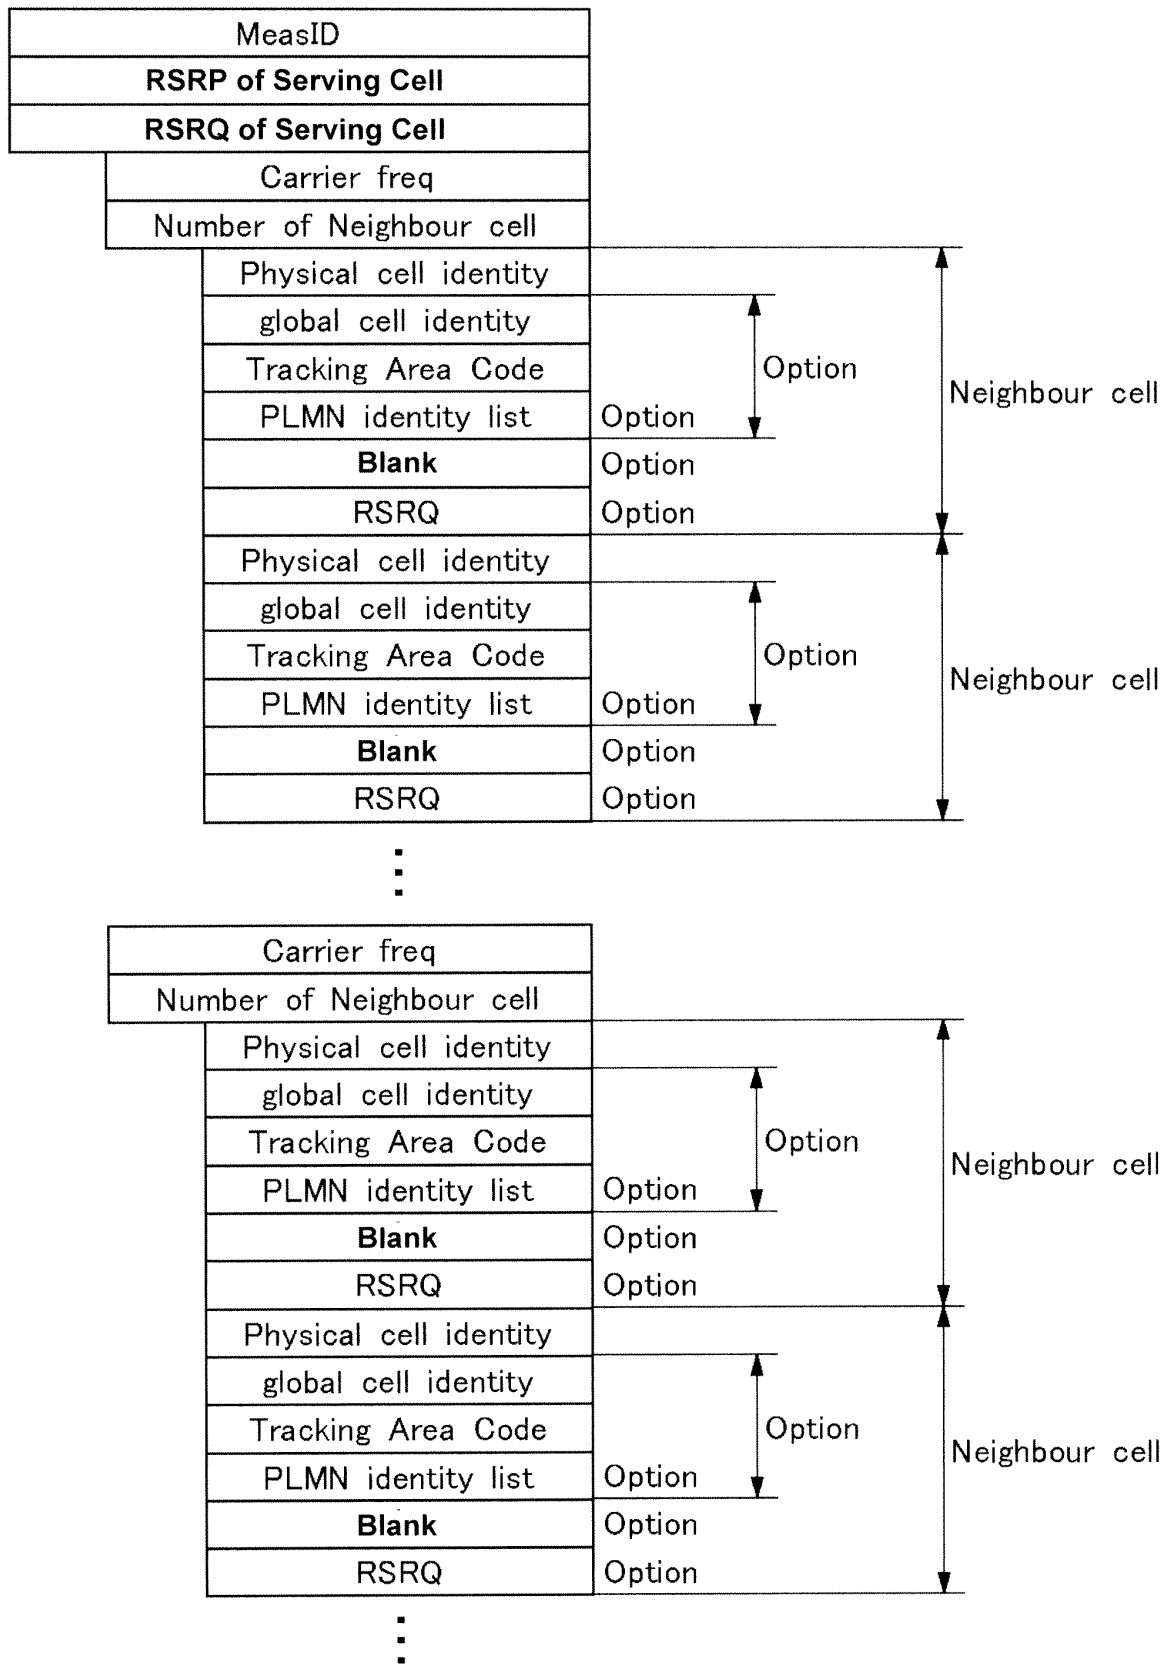 MeasID
RSRP of Serving Cell
RSRQ of Serving Cell
Carrier freq
Number of Neighbour cell
Physical cell identity
global cell identity
Tracking Area Code
Option
Neighbour cell
PLMN identity list Option
Blank Option
RSRQ Option
Physical cell identity
global cell identity
Tracking Area Code Option
Neighbour cell
PLMN identity list Option
Blank Option
RSRQ Option
Carrier freq
Number of Neighbour cell
Physical cell identity
global cell identity
Tracking Area Code Option
Neighbour cell
PLMN identity list Option
Blank Option
RSRQ Option
Physical cell identity
global cell identity
Tracking Area Code Option
Neighbour cell
PLMN identity list Option
Blank Option
RSRQ Option